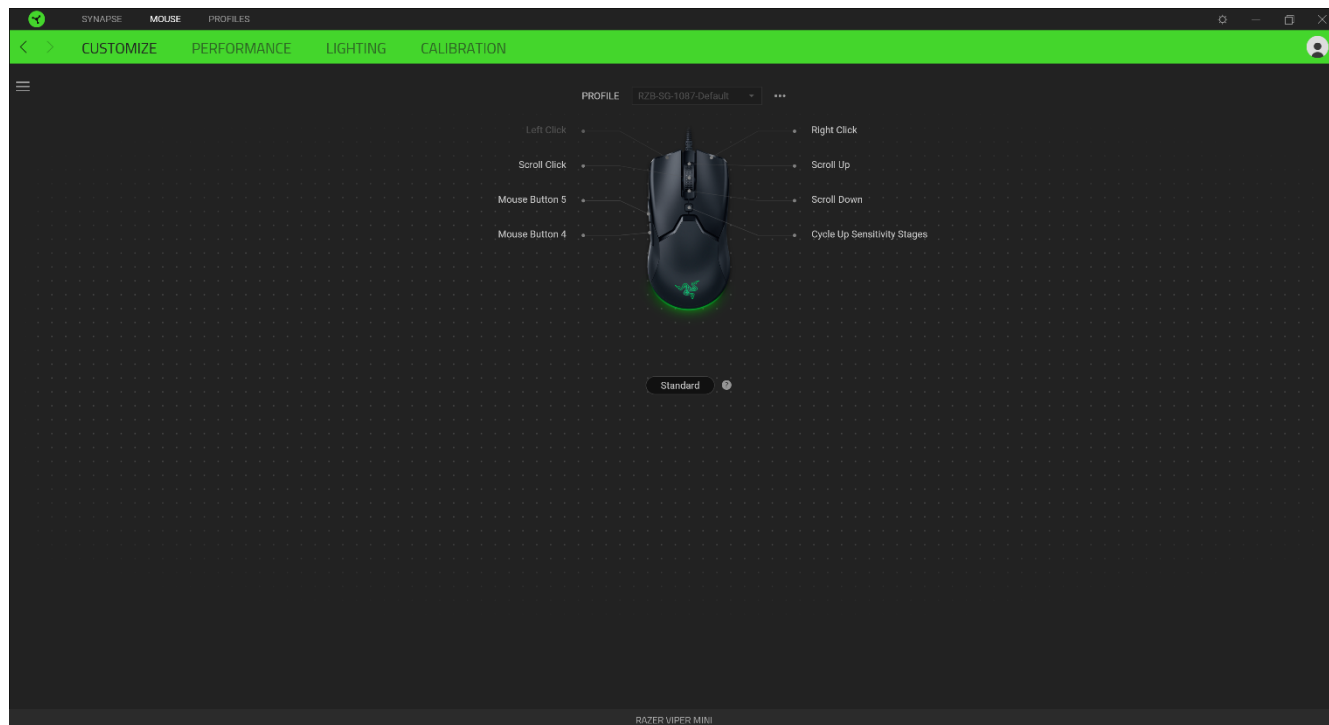 SYNAPSE MOUSE PROFILES
CUSTOMIZE PERFORMANCE LIGHTING CALIBRATION
PROFILE RZB-SG-1087-Default
Left Click Right Click
Scroll Click Scroll Up
Mouse Button 5 Scroll Down
Mouse Button 4 Cycle Up Sensitivity Stages
Standard ?
RAZER VIPER MINI